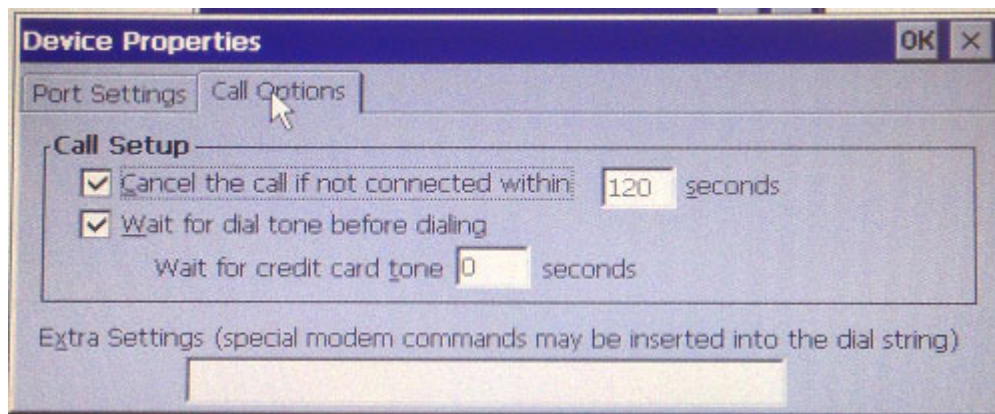 Device Properties OK ×
Port Settings Call Options
Call Setup
Cancel the call if not connected within 120 seconds
Wait for dial tone before dialing
Wait for credit card tone 0 seconds
Extra Settings (special modem commands may be inserted into the dial string)